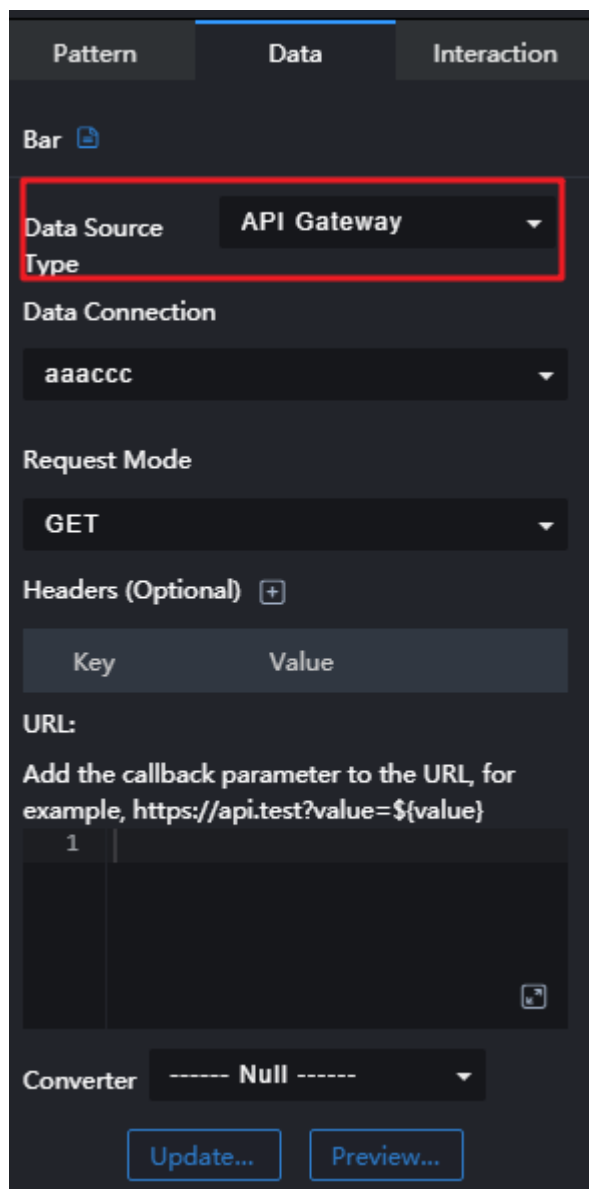 Pattern Data Interaction
Bar
Data Source API Gateway
Type
Data Connection
aaaccc
Request Mode
GET
Headers (Optional)
Key Value
URL:
Add the callback parameter to the URL, for
example, https://api.test?value=${value}
1
Converter ------ Null ------
Update... Preview...